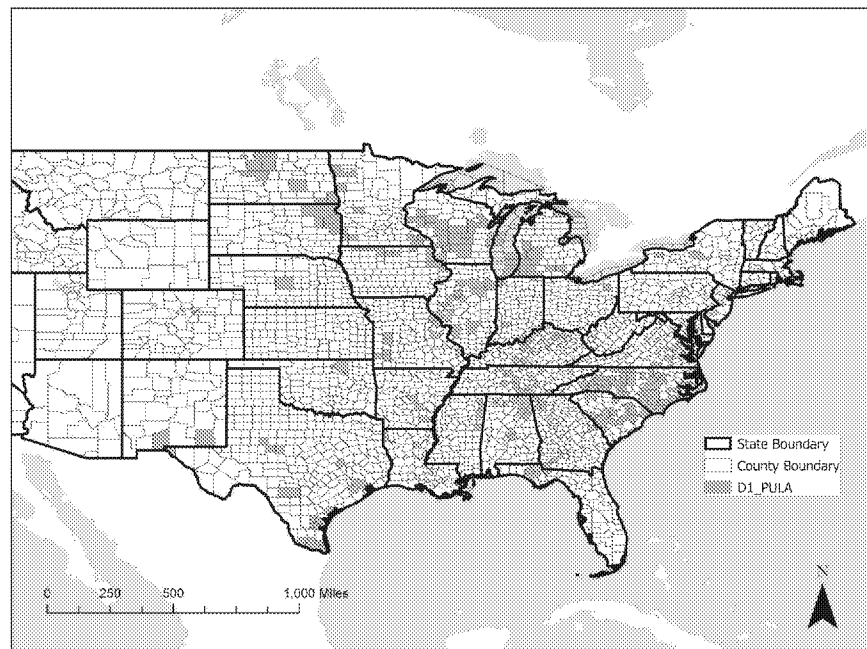 State Boundary
County Boundary
D1_PULA
0 250 500 1,000 Miles
N